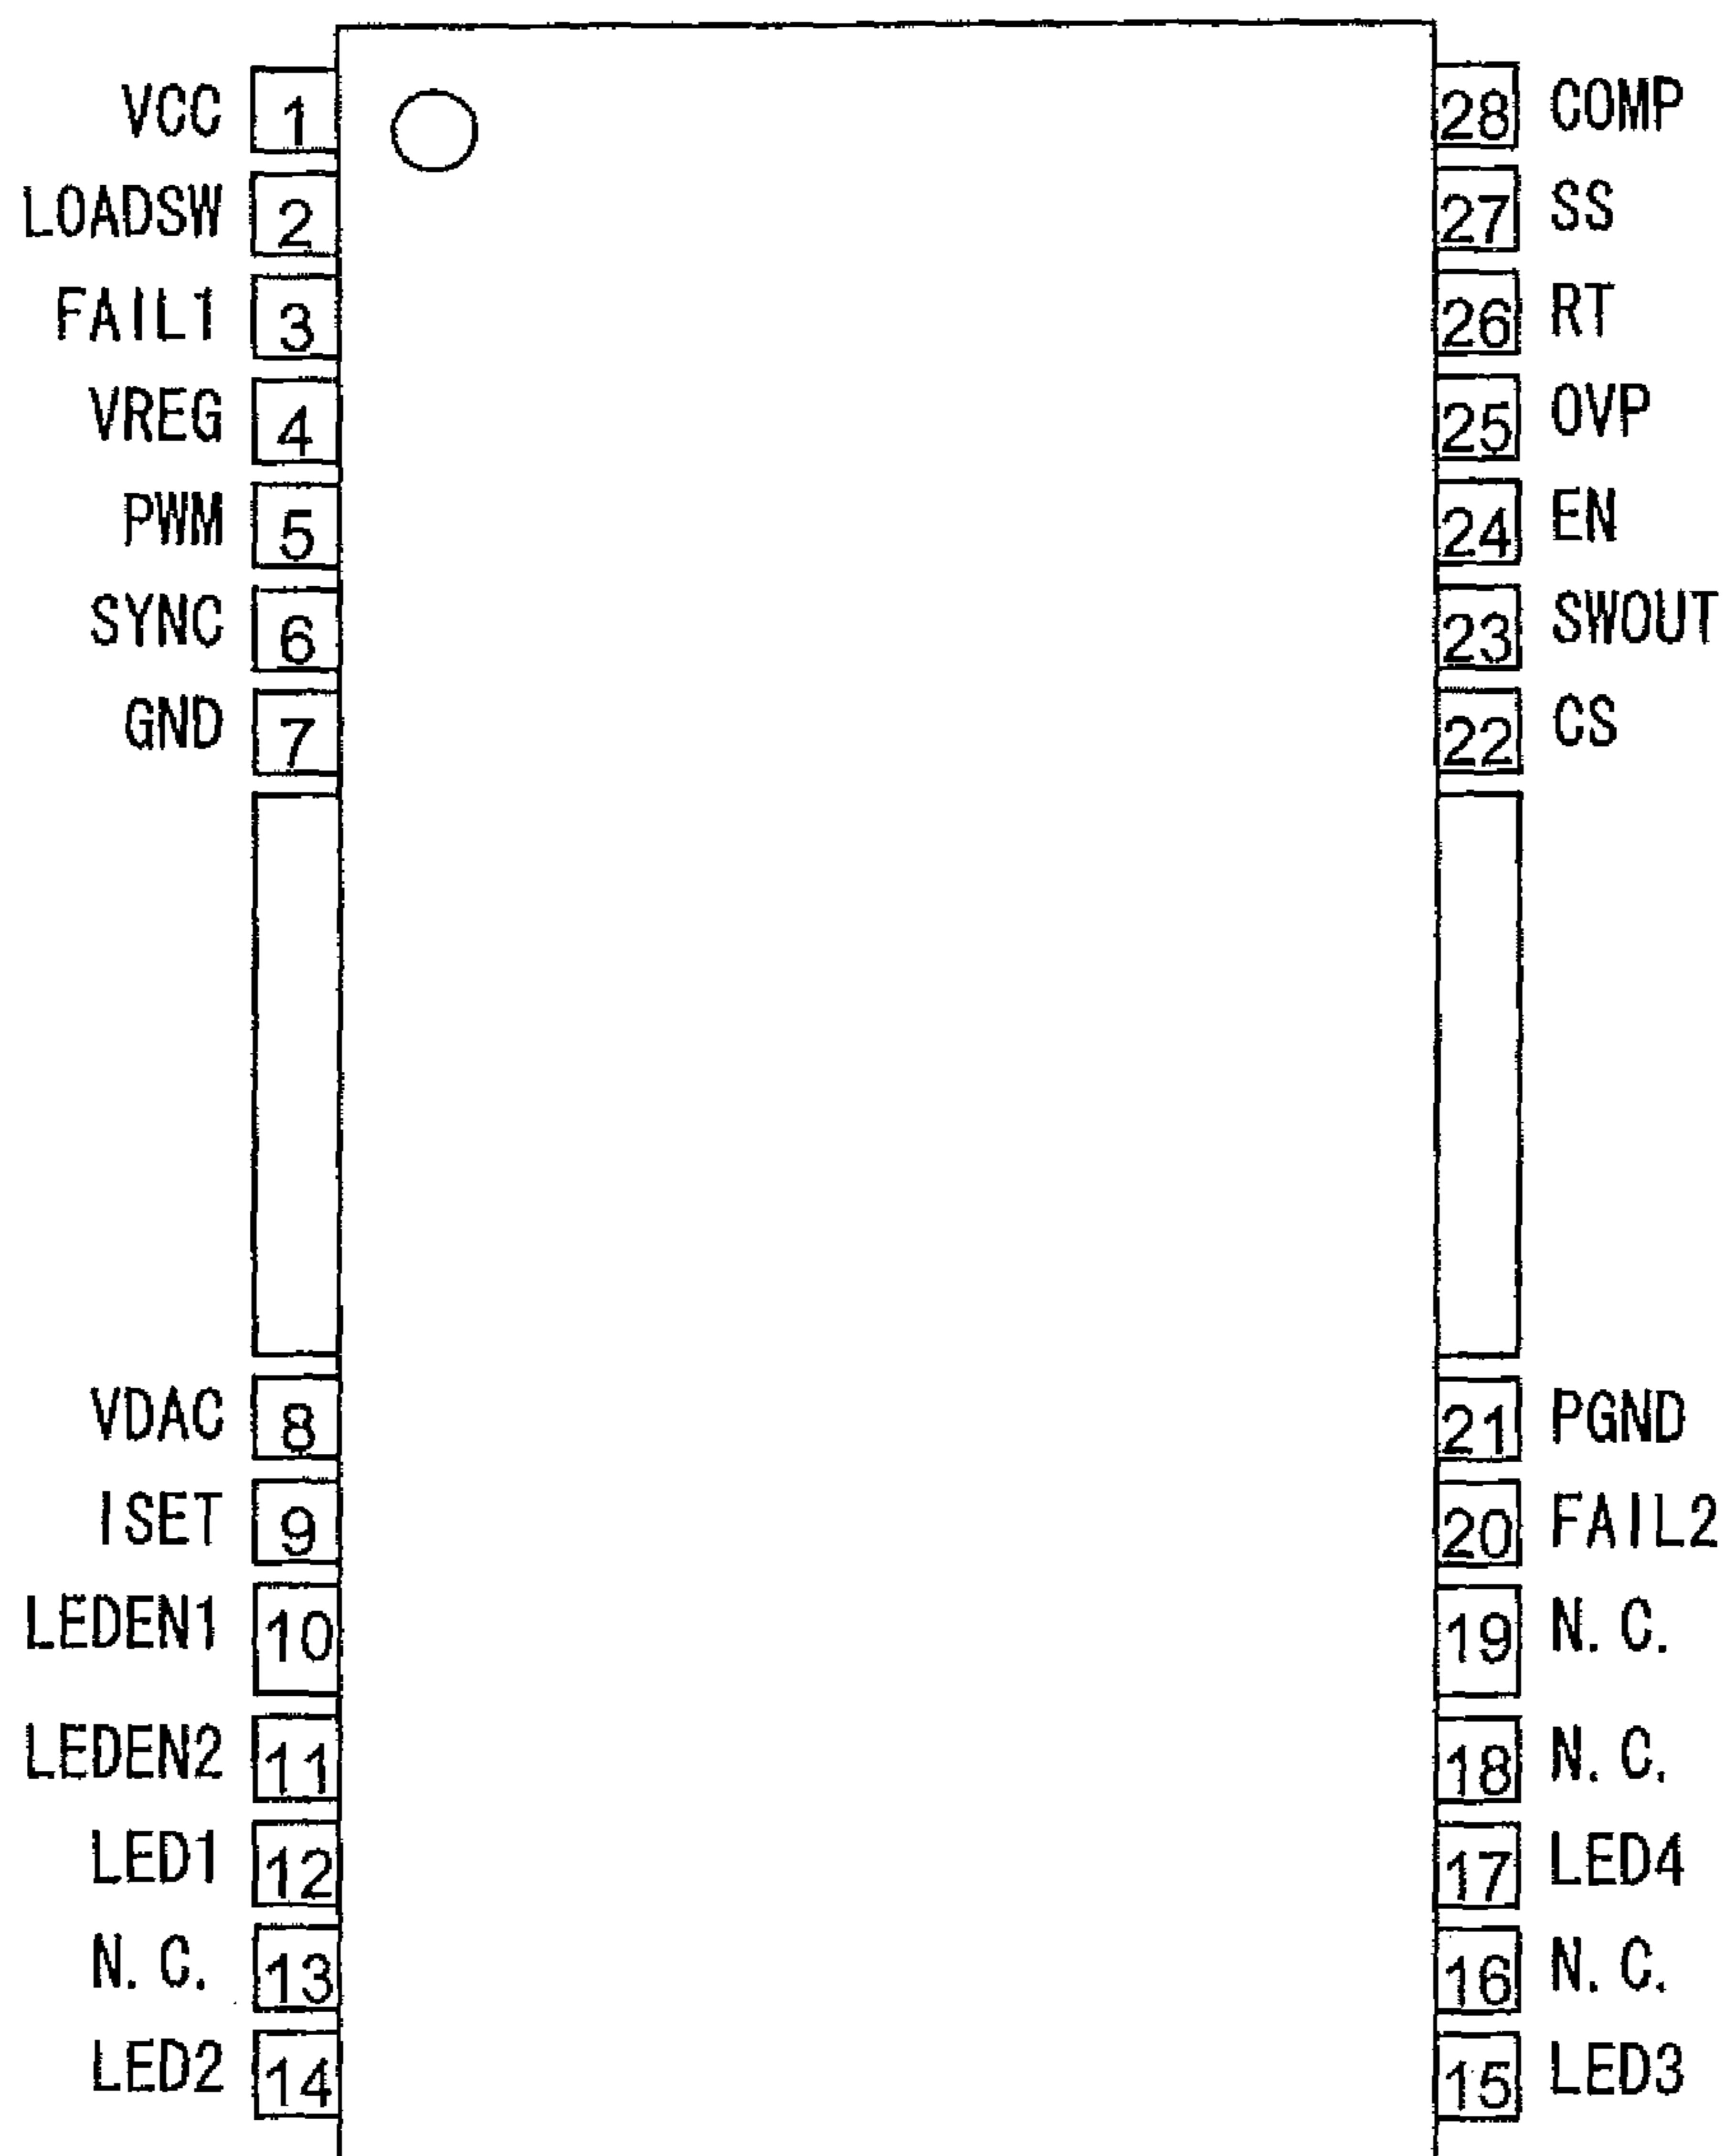 VCC 1 28 COMP
LOADSW 2 27 SS
FAIL1 3 26 RT
VREG 4 25 OVP
PWM 5 24 EN
SYNC 6 23 SWOUT
GND 7 22 CS
VDAC 8 21 PGND
ISET 9 20 FAIL2
LEDEN1 10 19 N.C.
LEDEN2 11 18 N.C.
LED1 12 17 LED4
N.C. 13 16 N.C.
LED2 14 15 LED3